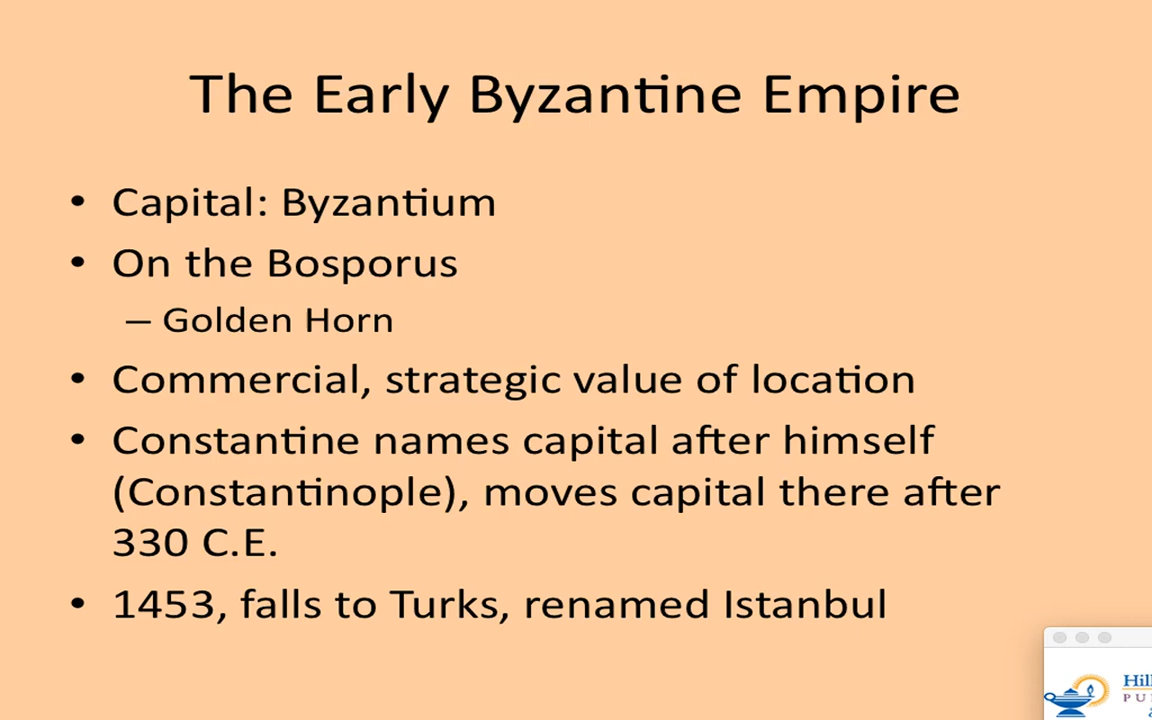 The Early Byzantine Empire
• Capital: Byzantium
• On the Bosporus
– Golden Horn
• Commercial, strategic value of location
• Constantine names capital after himself
(Constantinople), moves capital there after
330 C.E.
• 1453, falls to Turks, renamed Istanbul